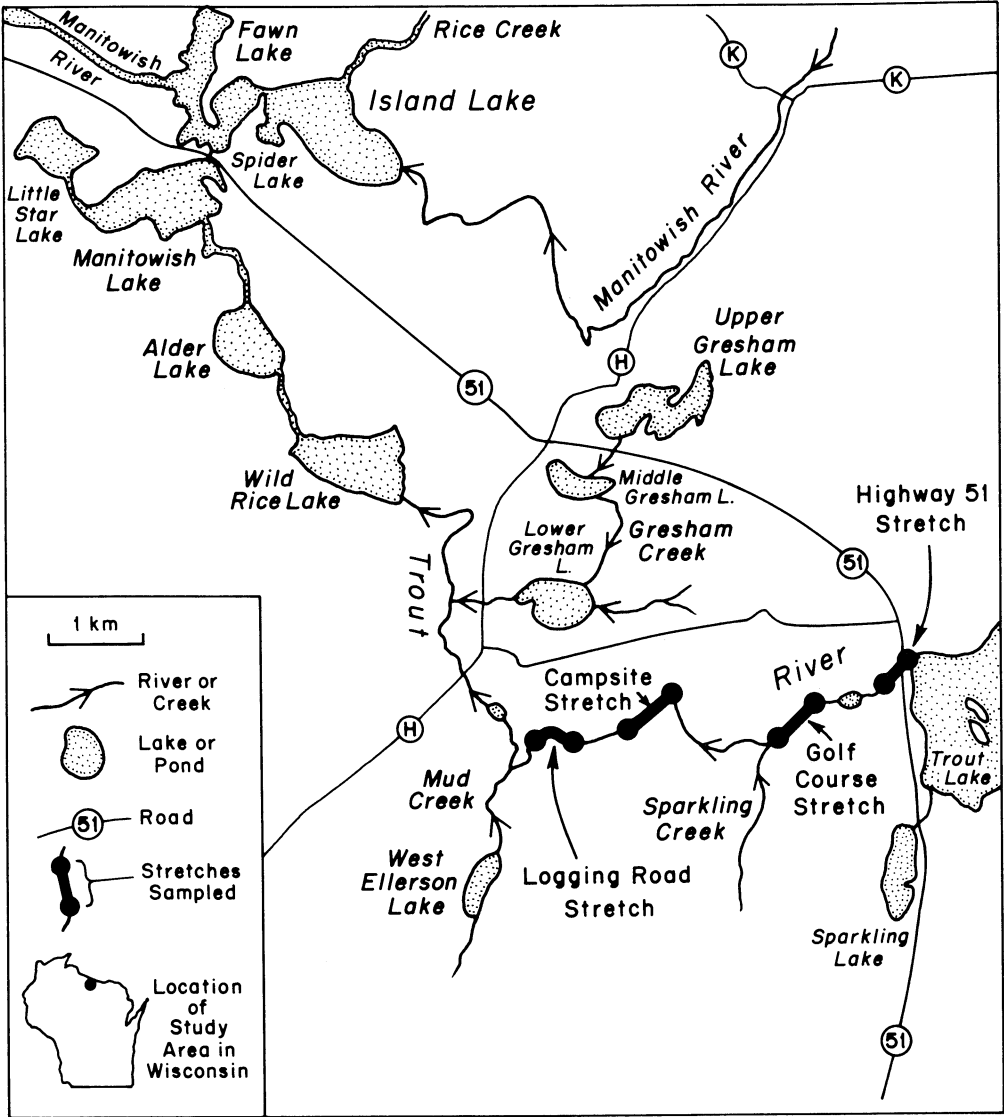 Manitowish
River
Fawn
Lake
Rice Creek
Island Lake
K
K
Spider
Lake
Little
Star
Lake
Manitowish
Lake
Manitowish River
Alder
Lake
51
H
Upper
Gresham
Lake
Wild
Rice Lake
Middle
Gresham L.
Highway 51
Stretch
Lower
Gresham
L.
Gresham
Creek
51
Trout
River
1 km
River or
Creek
Lake or
Pond
51
Road
Stretches
Sampled
Location
of
Study
Area in
Wisconsin
Campsite
Stretch
H
Golf
Course
Stretch
Trout
Lake
Mud
Creek
Sparkling
Creek
West
Ellerson
Lake
Logging Road
Stretch
Sparkling
Lake
51